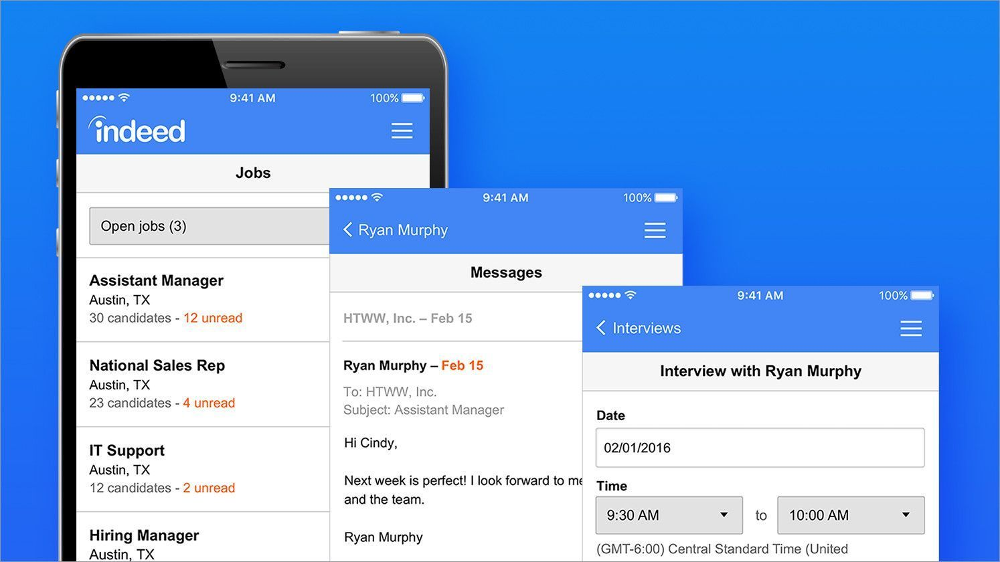 9:41 AM
100%
indeed
Jobs
Open jobs (3)
Assistant Manager
Austin, TX
30 candidates - 12 unread
National Sales Rep
Austin, TX
23 candidates - 4 unread
IT Support
Austin, TX
12 candidates - 2 unread
Hiring Manager
Austin, TX
9:41 AM
100%
Ryan Murphy
Messages
HTWW, Inc. – Feb 15
Ryan Murphy – Feb 15
To: HTWW, Inc.
Subject: Assistant Manager
Hi Cindy,
Next week is perfect! I look forward to
and the team.
Ryan Murphy
9:41 AM
100%
Interviews
Interview with Ryan Murphy
Date
02/01/2016
Time
9:30 AM to 10:00 AM
(GMT-6:00) Central Standard Time (United